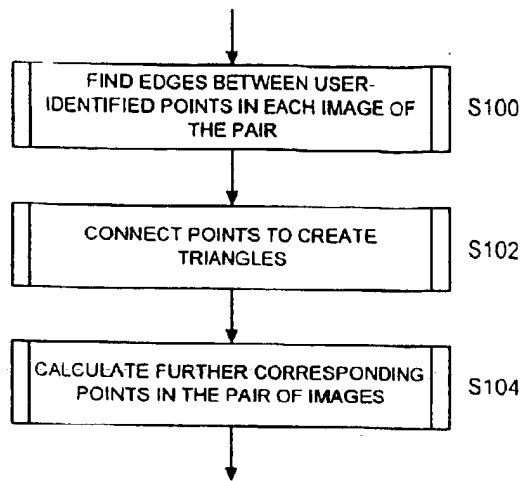 FIND EDGES BETWEEN USER-
IDENTIFIED POINTS IN EACH IMAGE OF
THE PAIR
S100
CONNECT POINTS TO CREATE
TRIANGLES
S102
CALCULATE FURTHER CORRESPONDING
POINTS IN THE PAIR OF IMAGES
S104